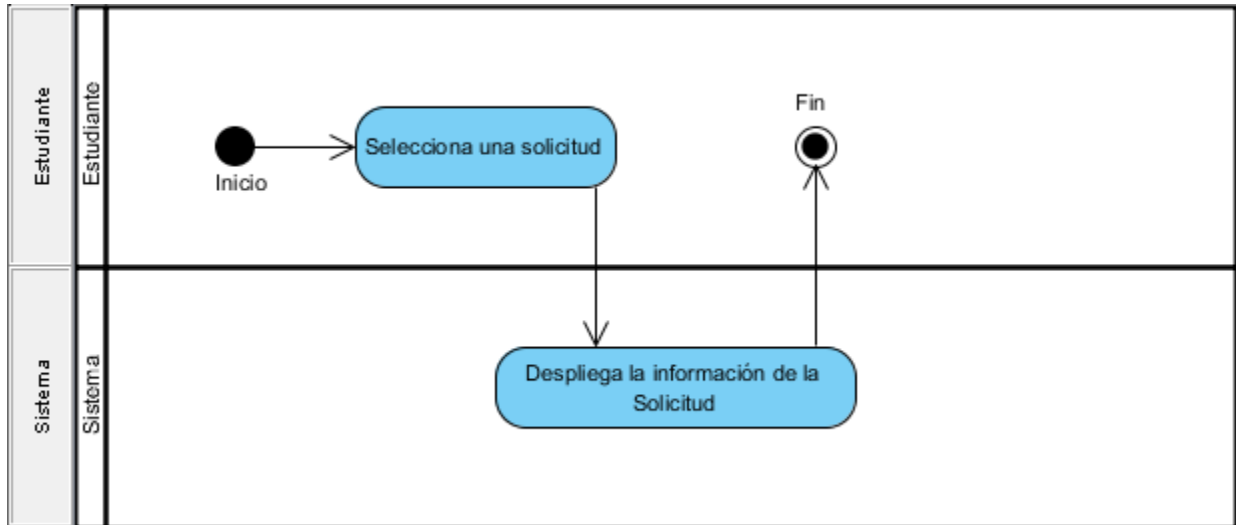 Estudiante
Estudiante
Inicio
Selecciona una solicitud
Fin
Sistema
Sistema
Despliega la información de la
Solicitud